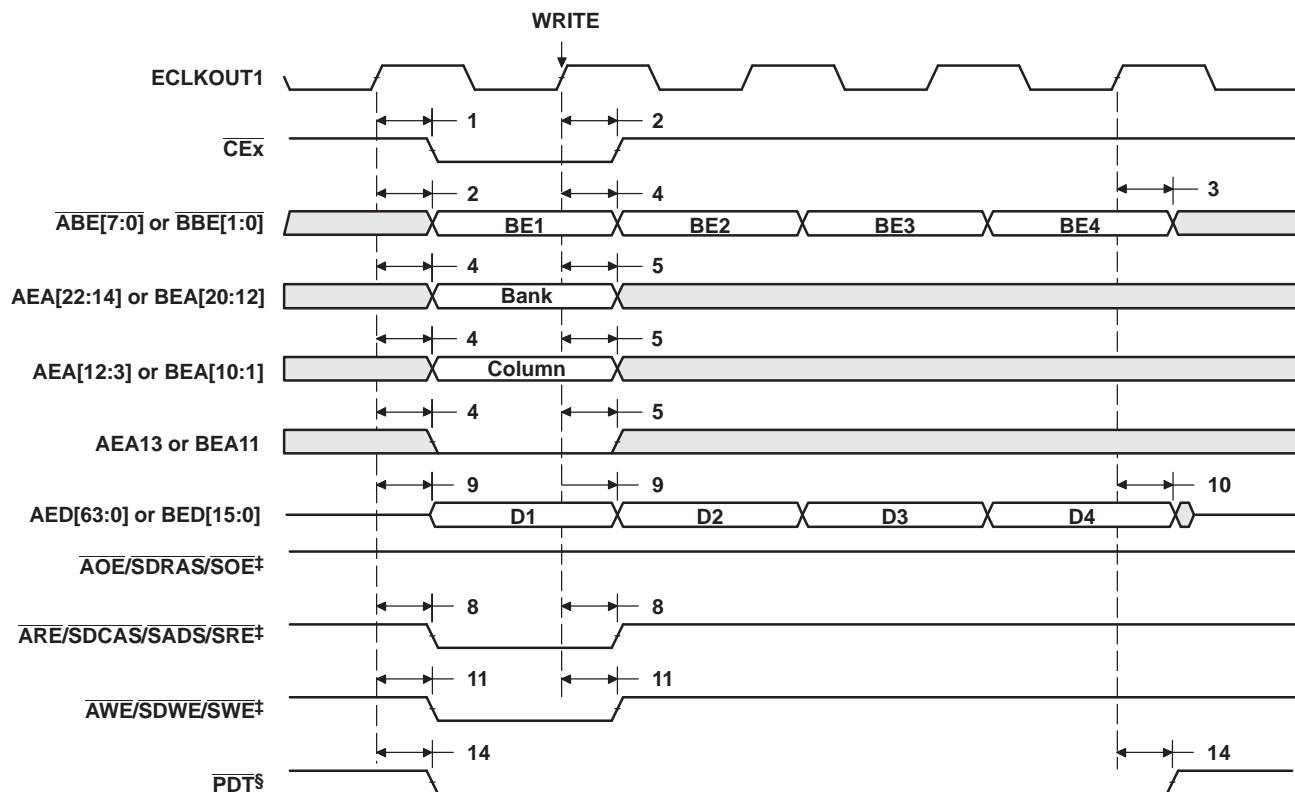 WRITE
ECLKOUT1
1 2
CEx
2 4 3
ABE[7:0] or BBE[1:0] BE1 BE2 BE3 BE4
4 5
AEA[22:14] or BEA[20:12] Bank
4 5
AEA[12:3] or BEA[10:1] Column
4 5
AEA13 or BEA11
9 9 10
AED[63:0] or BED[15:0] D1 D2 D3 D4
AOE/SDRAS/SOE‡
8 8
ARE/SDCAS/SADS/SRE‡
11 11
AWE/SDWE/SWE‡
14 14
PDT§